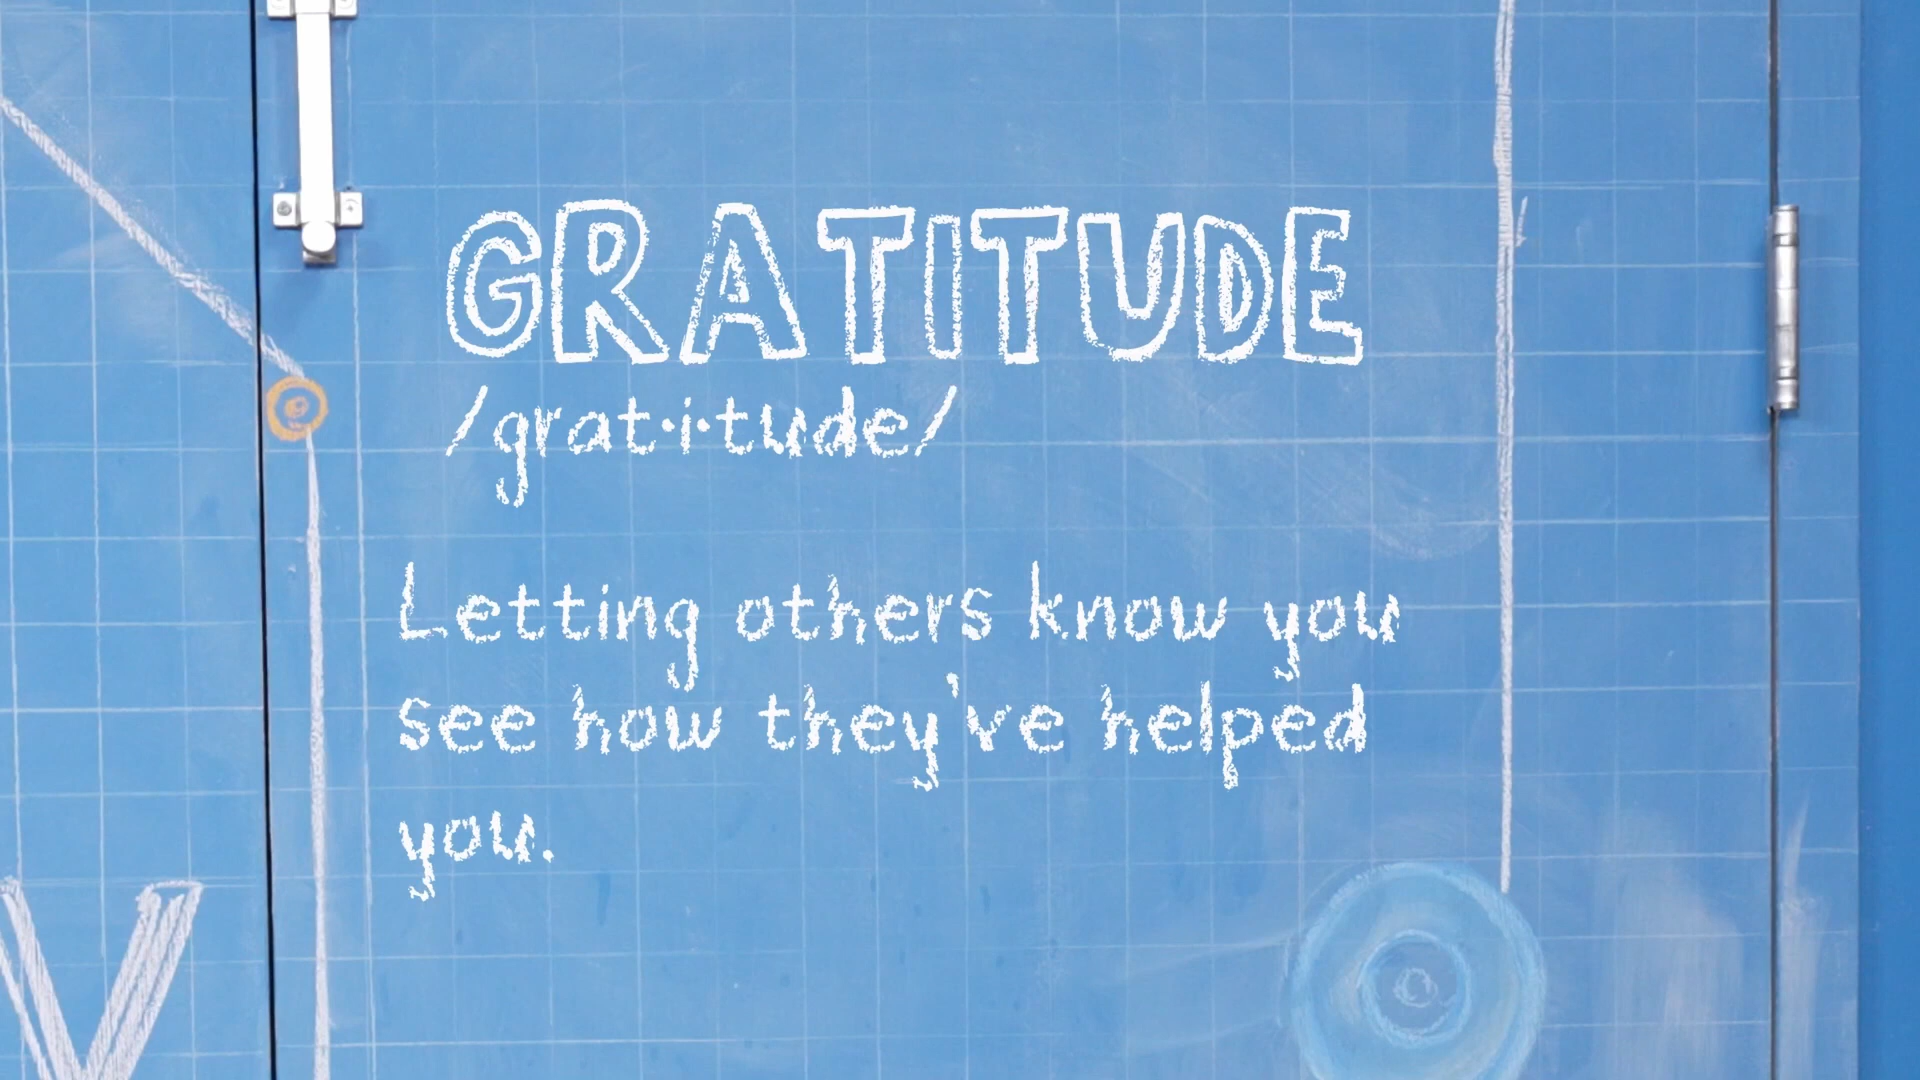 GRATITUDE
/grat•i•tude/
Letting others know you
see how they've helped
you.